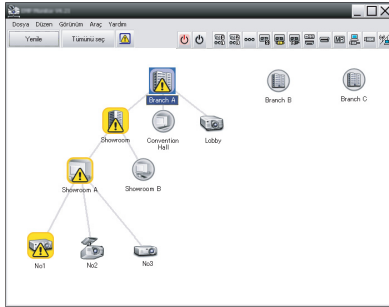 Dosya Düzen Görünüm Araç Yardım
Yenile Tümünü seç
Branch A
Branch B
Branch C
Showroom
Convention
Hall
Lobby
Showroom A
Showroom B
No1
No2
No3